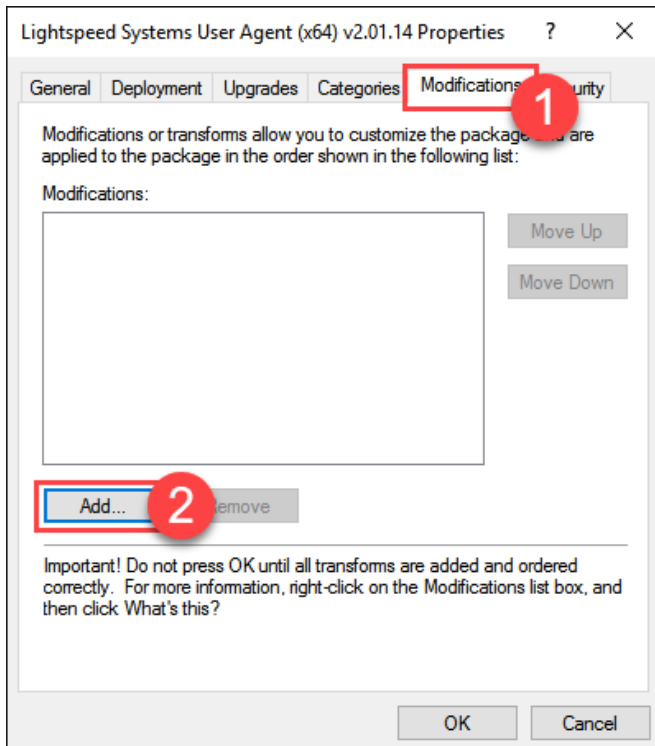 Lightspeed Systems User Agent (x64) v2.01.14 Properties ? ×
General Deployment Upgrades Categories Modifications
1
Modifications or transforms allow you to customize the package are
applied to the package in the order shown in the following list:
Modifications:
Move Up
Move Down
Add...
2
Important! Do not press OK until all transforms are added and ordered
correctly. For more information, right-click on the Modifications list box, and
then click What's this?
OK Cancel